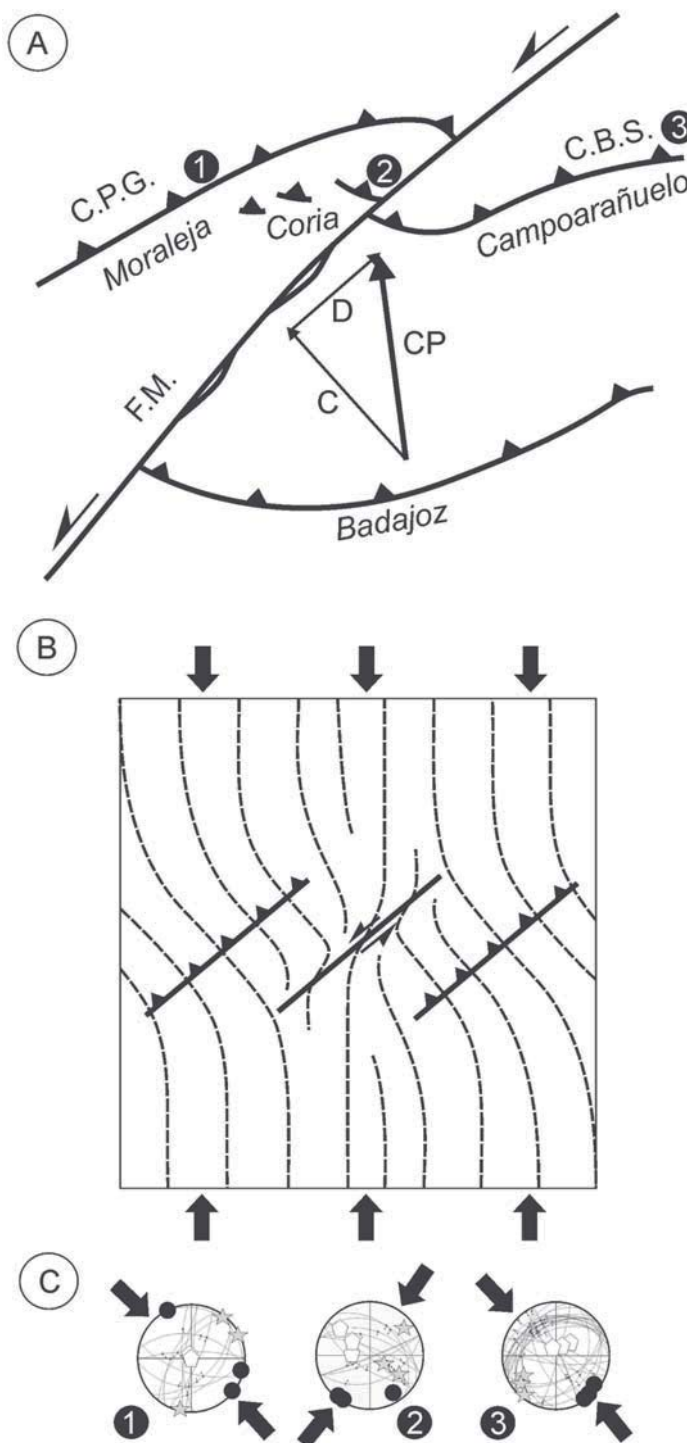 A
C.P.G.
1
2
3
C.B.S.
Moraleja
Coria
Campoarañuelo
D
CP
C
F.M.
Badajoz
B
C
1
2
3